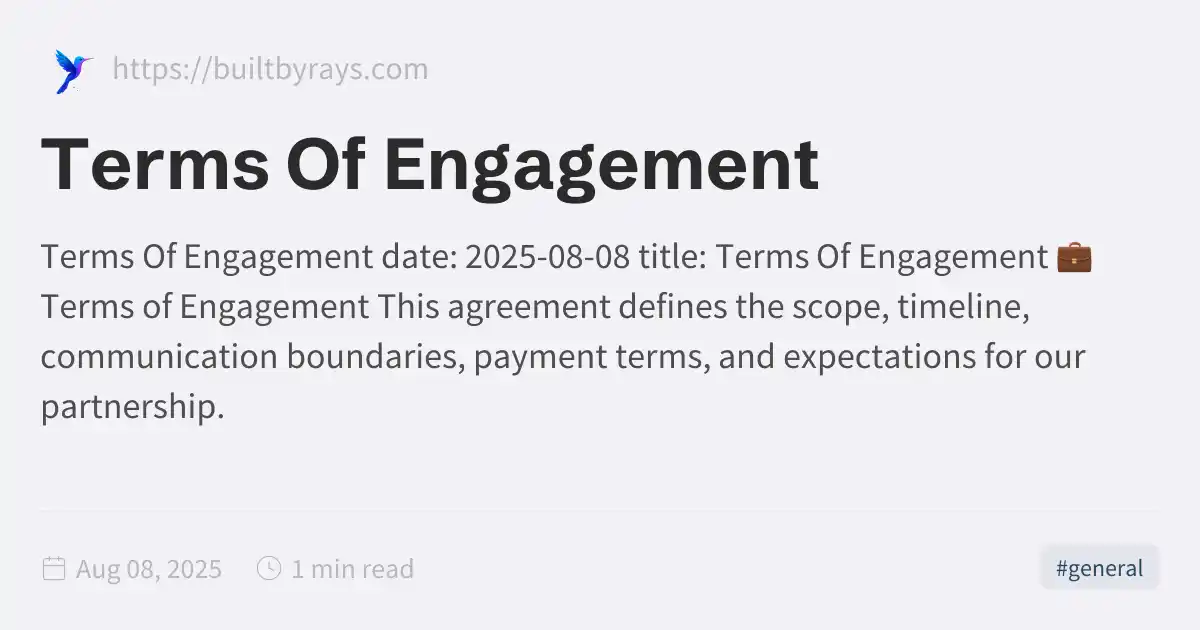 https://builtbyrays.com
Terms Of Engagement
Terms Of Engagement date: 2025-08-08 title: Terms Of Engagement 💼
Terms of Engagement This agreement defines the scope, timeline,
communication boundaries, payment terms, and expectations for our
partnership.
Aug 08, 2025
1 min read
#general